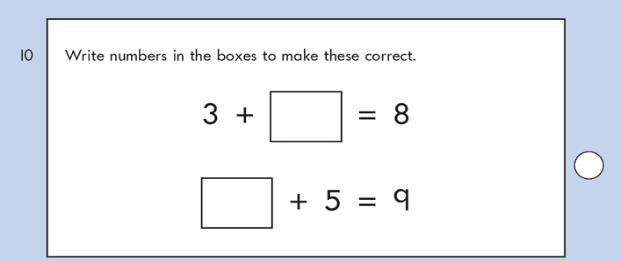 10 Write numbers in the boxes to make these correct.
3 + = 8
+ 5 = 9